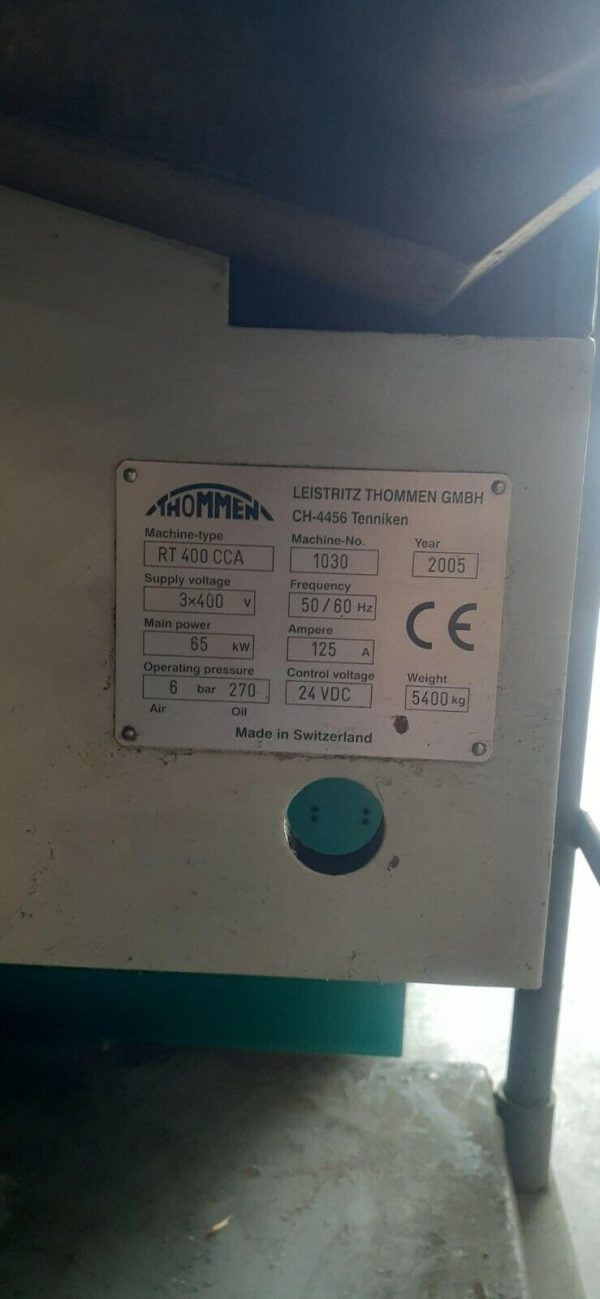 THOMMEN
LEISTRITZ THOMMEN GMBH
CH-4456 Tenniken
Machine-type Machine-No. Year
RT 400 CCA 1030 2005
Supply voltage Frequency
3×400 V 50/60 Hz
CE
Main power Ampere
65 kW 125 A
Operating pressure Control voltage Weight
6 bar 270 24 VDC 5400 kg
Air Oil
Made in Switzerland